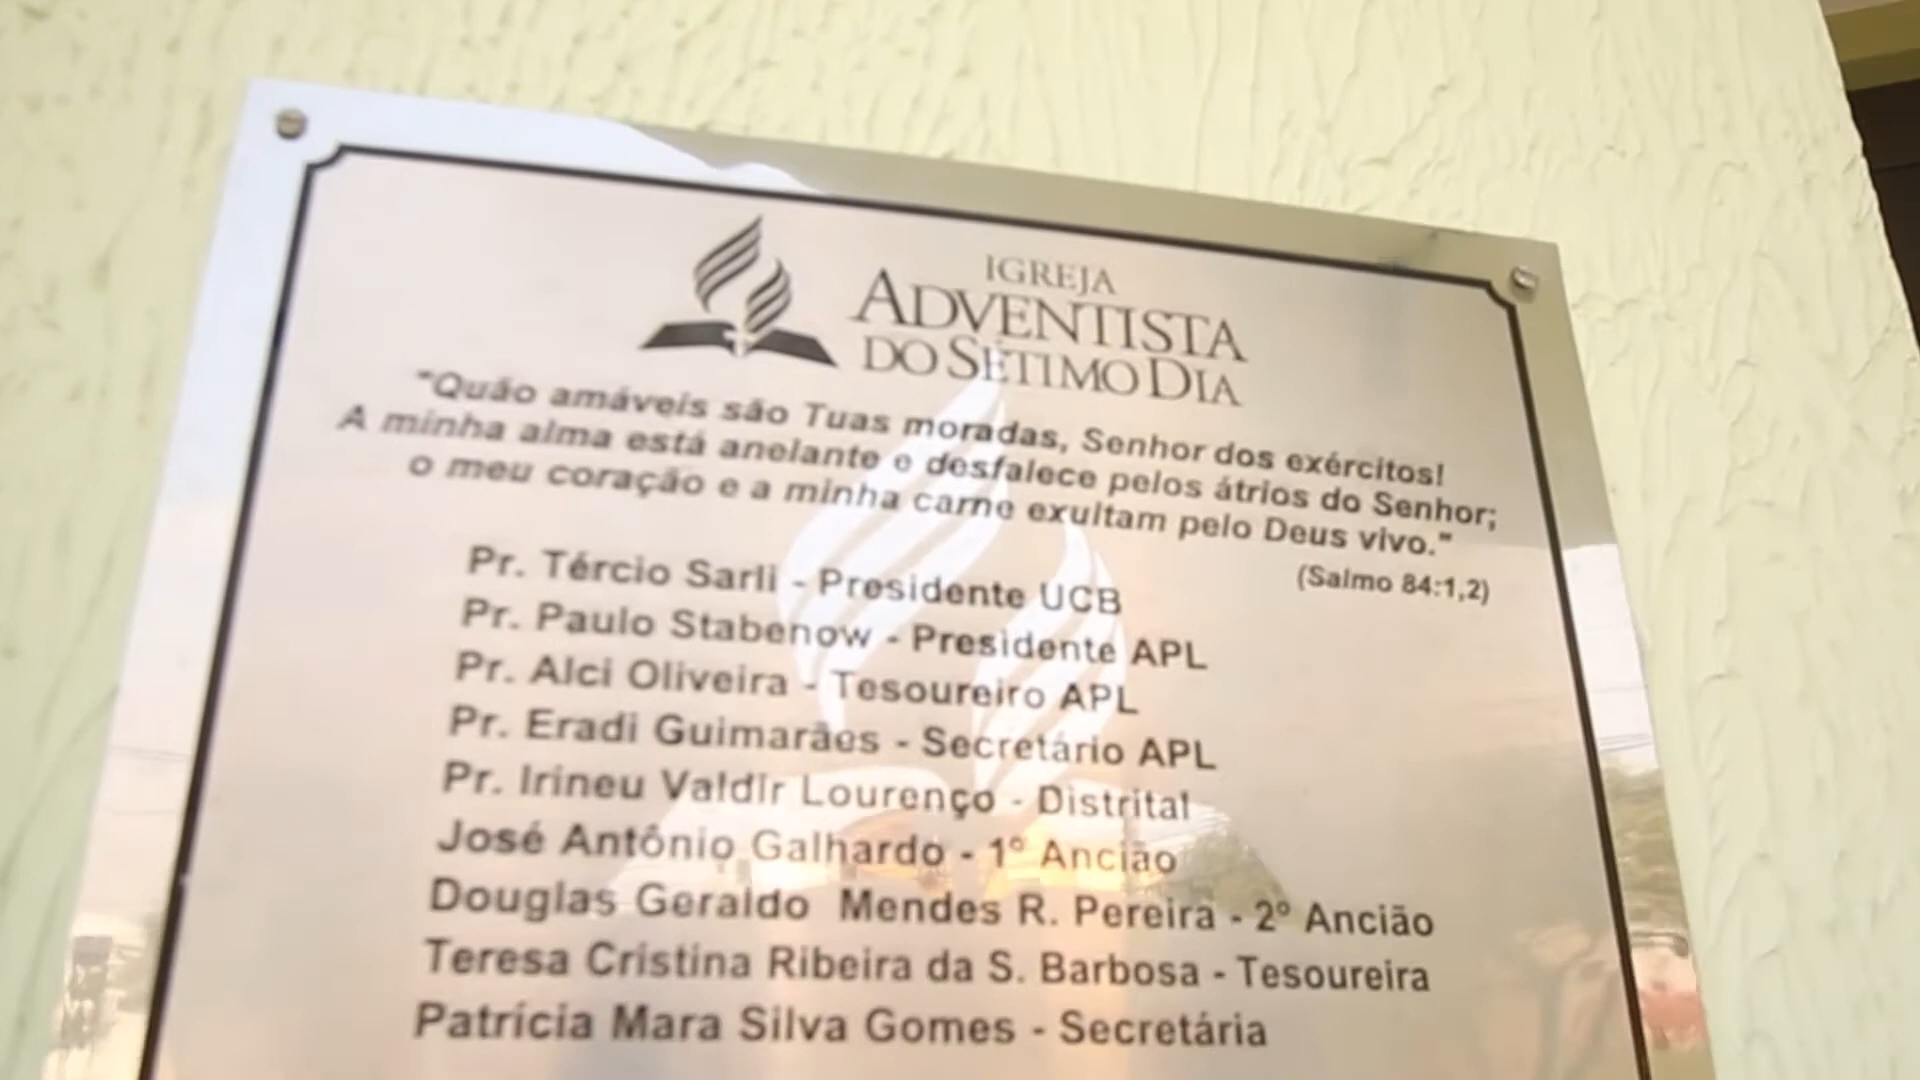 IGREJA
ADVENTISTA
DO SÉTIMO DIA
"Quão amáveis são Tuas moradas, Senhor dos exércitos!
A minha alma está anelante e desfalece pelos átrios do Senhor;
o meu coração e a minha carne exultam pelo Deus vivo."
(Salmo 84:1,2)
Pr. Tércio Sarli - Presidente UCB
Pr. Paulo Stabenow - Presidente APL
Pr. Alci Oliveira - Tesoureiro APL
Pr. Eradi Guimarães - Secretário APL
Pr. Irineu Valdir Lourenço - Distrital
José Antônio Galhardo - 1º Ancião
Douglas Geraldo Mendes R. Pereira - 2º Ancião
Teresa Cristina Ribeira da S. Barbosa - Tesoureira
Patrícia Mara Silva Gomes - Secretária